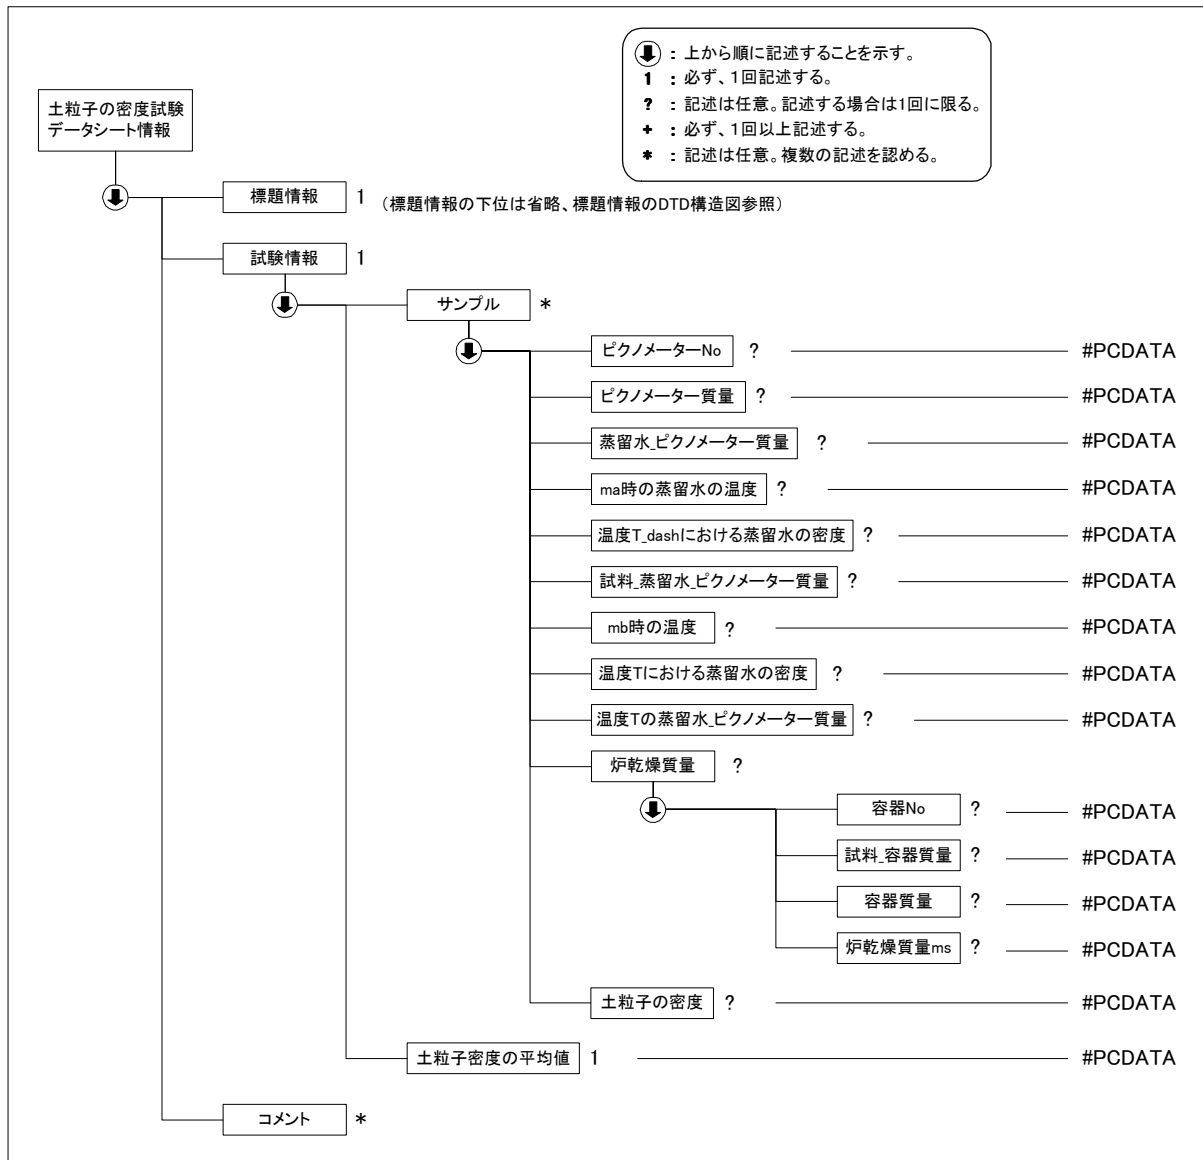 : 上から順に記述することを示す。
1 : 必ず、1回記述する。
? : 記述は任意。記述する場合は1回に限る。
+ : 必ず、1回以上記述する。
* : 記述は任意。複数の記述を認める。
土粒子の密度試験
データシート情報
標題情報 1 (標題情報の下位は省略、標題情報のDTD構造図参照)
試験情報 1
サンプル *
ピクノメーターNo ? #PCDATA
ピクノメーター質量 ? #PCDATA
蒸留水_ピクノメーター質量 ? #PCDATA
ma時の蒸留水の温度 ? #PCDATA
温度T_dashにおける蒸留水の密度 ? #PCDATA
試料_蒸留水_ピクノメーター質量 ? #PCDATA
mb時の温度 ? #PCDATA
温度Tにおける蒸留水の密度 ? #PCDATA
温度Tの蒸留水_ピクノメーター質量 ? #PCDATA
炉乾燥質量 ?
容器No ? #PCDATA
試料_容器質量 ? #PCDATA
容器質量 ? #PCDATA
炉乾燥質量ms ? #PCDATA
土粒子の密度 ? #PCDATA
土粒子密度の平均値 1 #PCDATA
コメント *